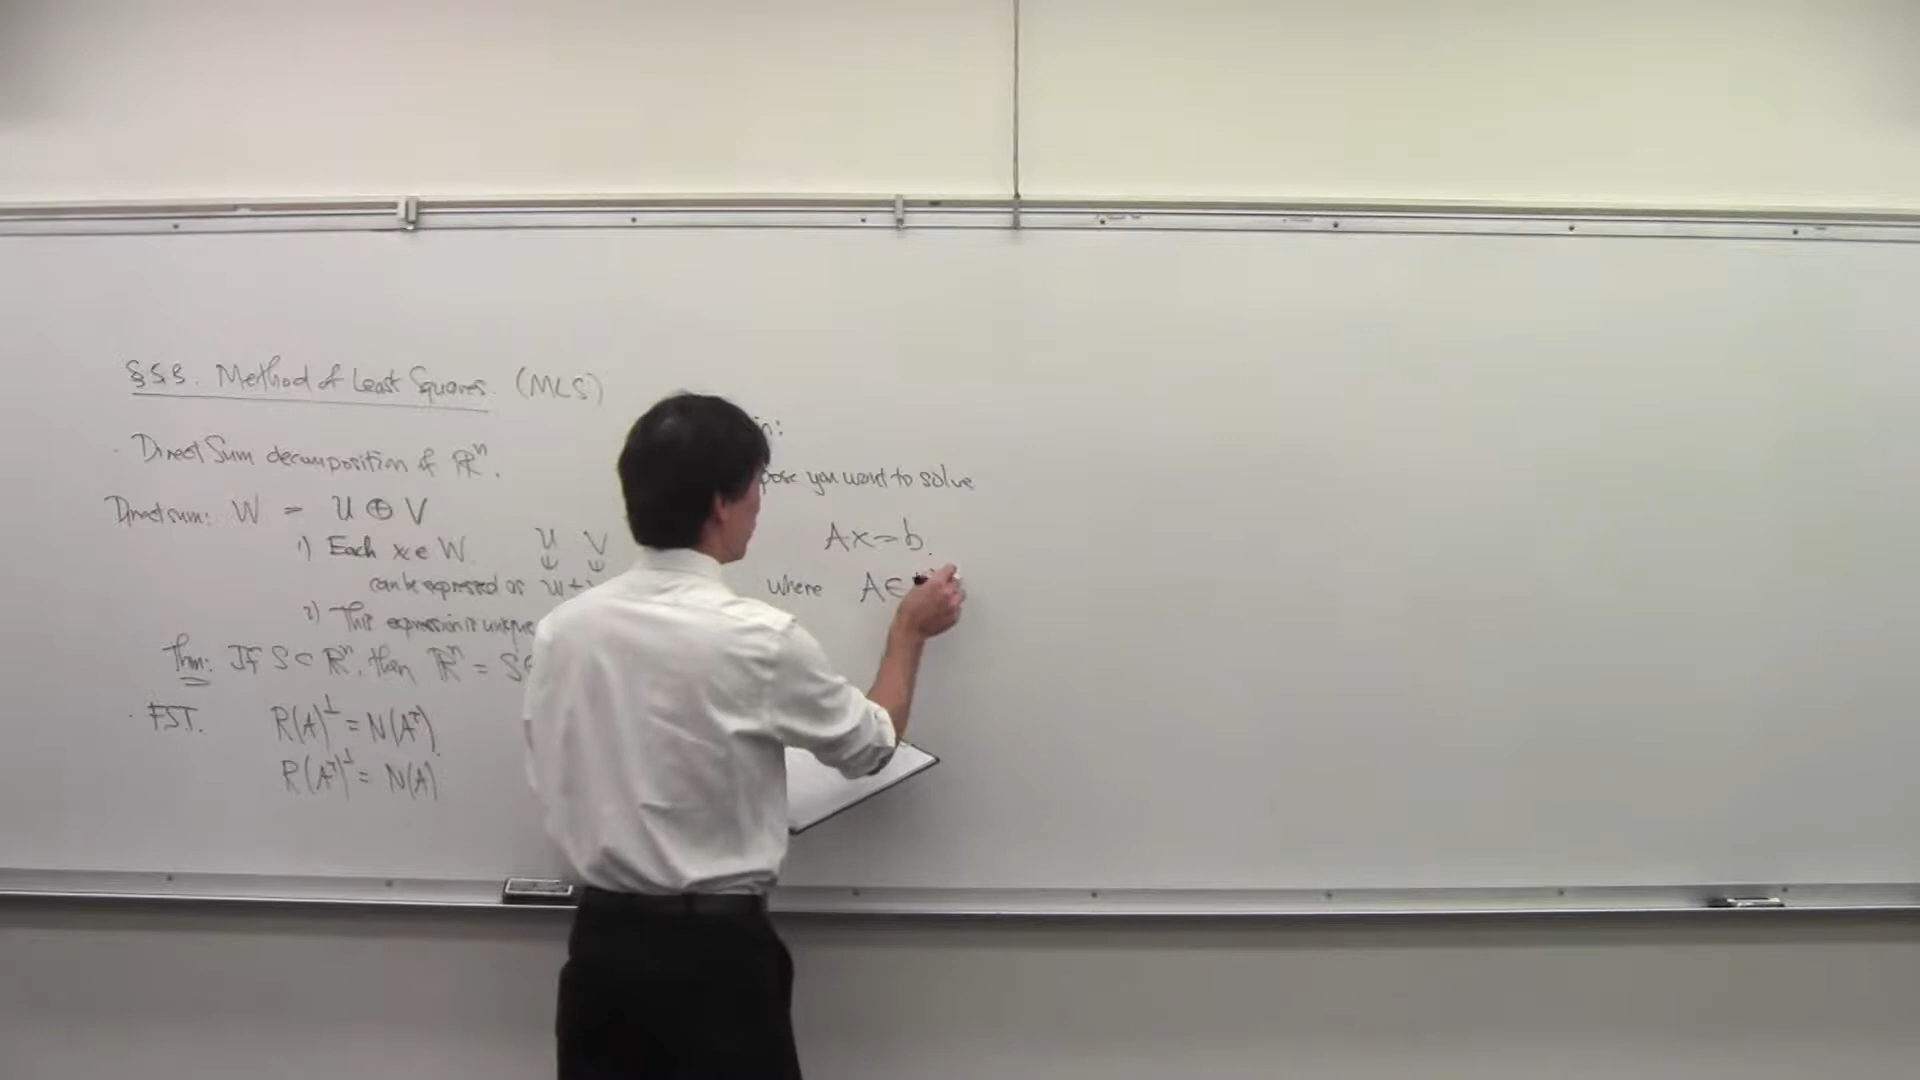 §5.3. Method of Least Squares. (MLS)
· Direct Sum decomposition of ℝⁿ.
Direct sum: W = U ⊕ V
1) Each x ∈ W. U V
↓ ↓
can be expressed as u +
2) This expression is unique
Thm: If S ⊂ ℝⁿ, then ℝⁿ = S
· FST. R(A)^⊥ = N(Aᵀ).
R(Aᵀ)^⊥ = N(A).
n:
pose you want to solve
Ax=b.
where A ∈